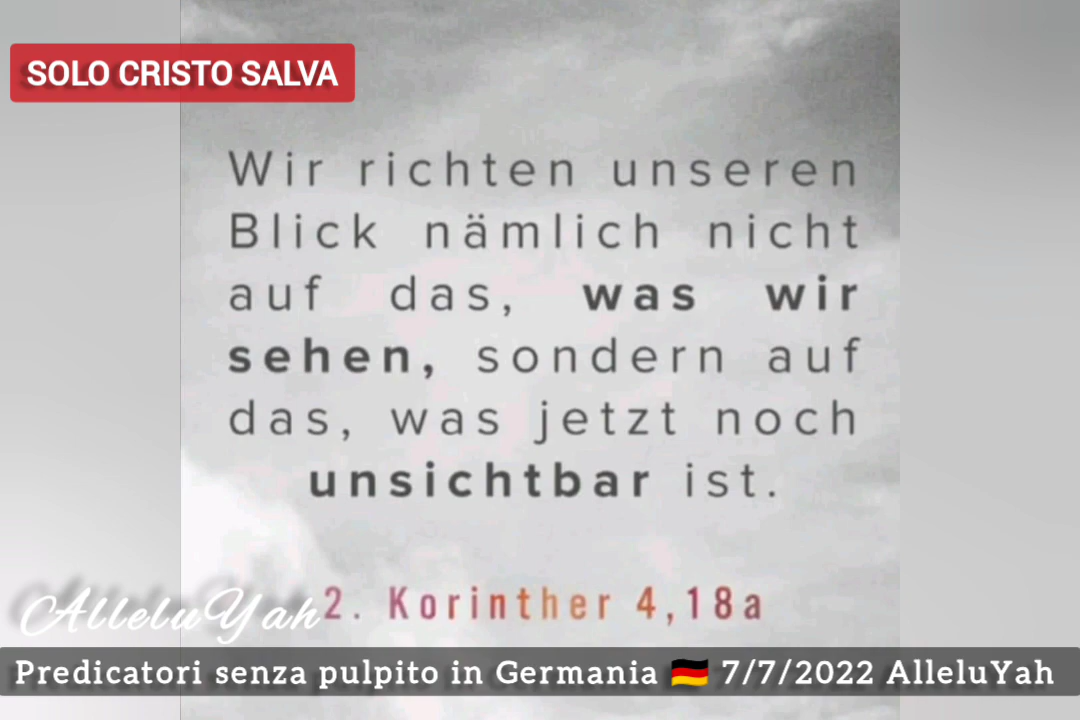 SOLO CRISTO SALVA
Wir richten unseren
Blick nämlich nicht
auf das, was wir
sehen, sondern auf
das, was jetzt noch
unsichtbar ist.
2. Korinther 4,18a
AlleluYah
Predicatori senza pulpito in Germania 🇩🇪 7/7/2022 AlleluYah